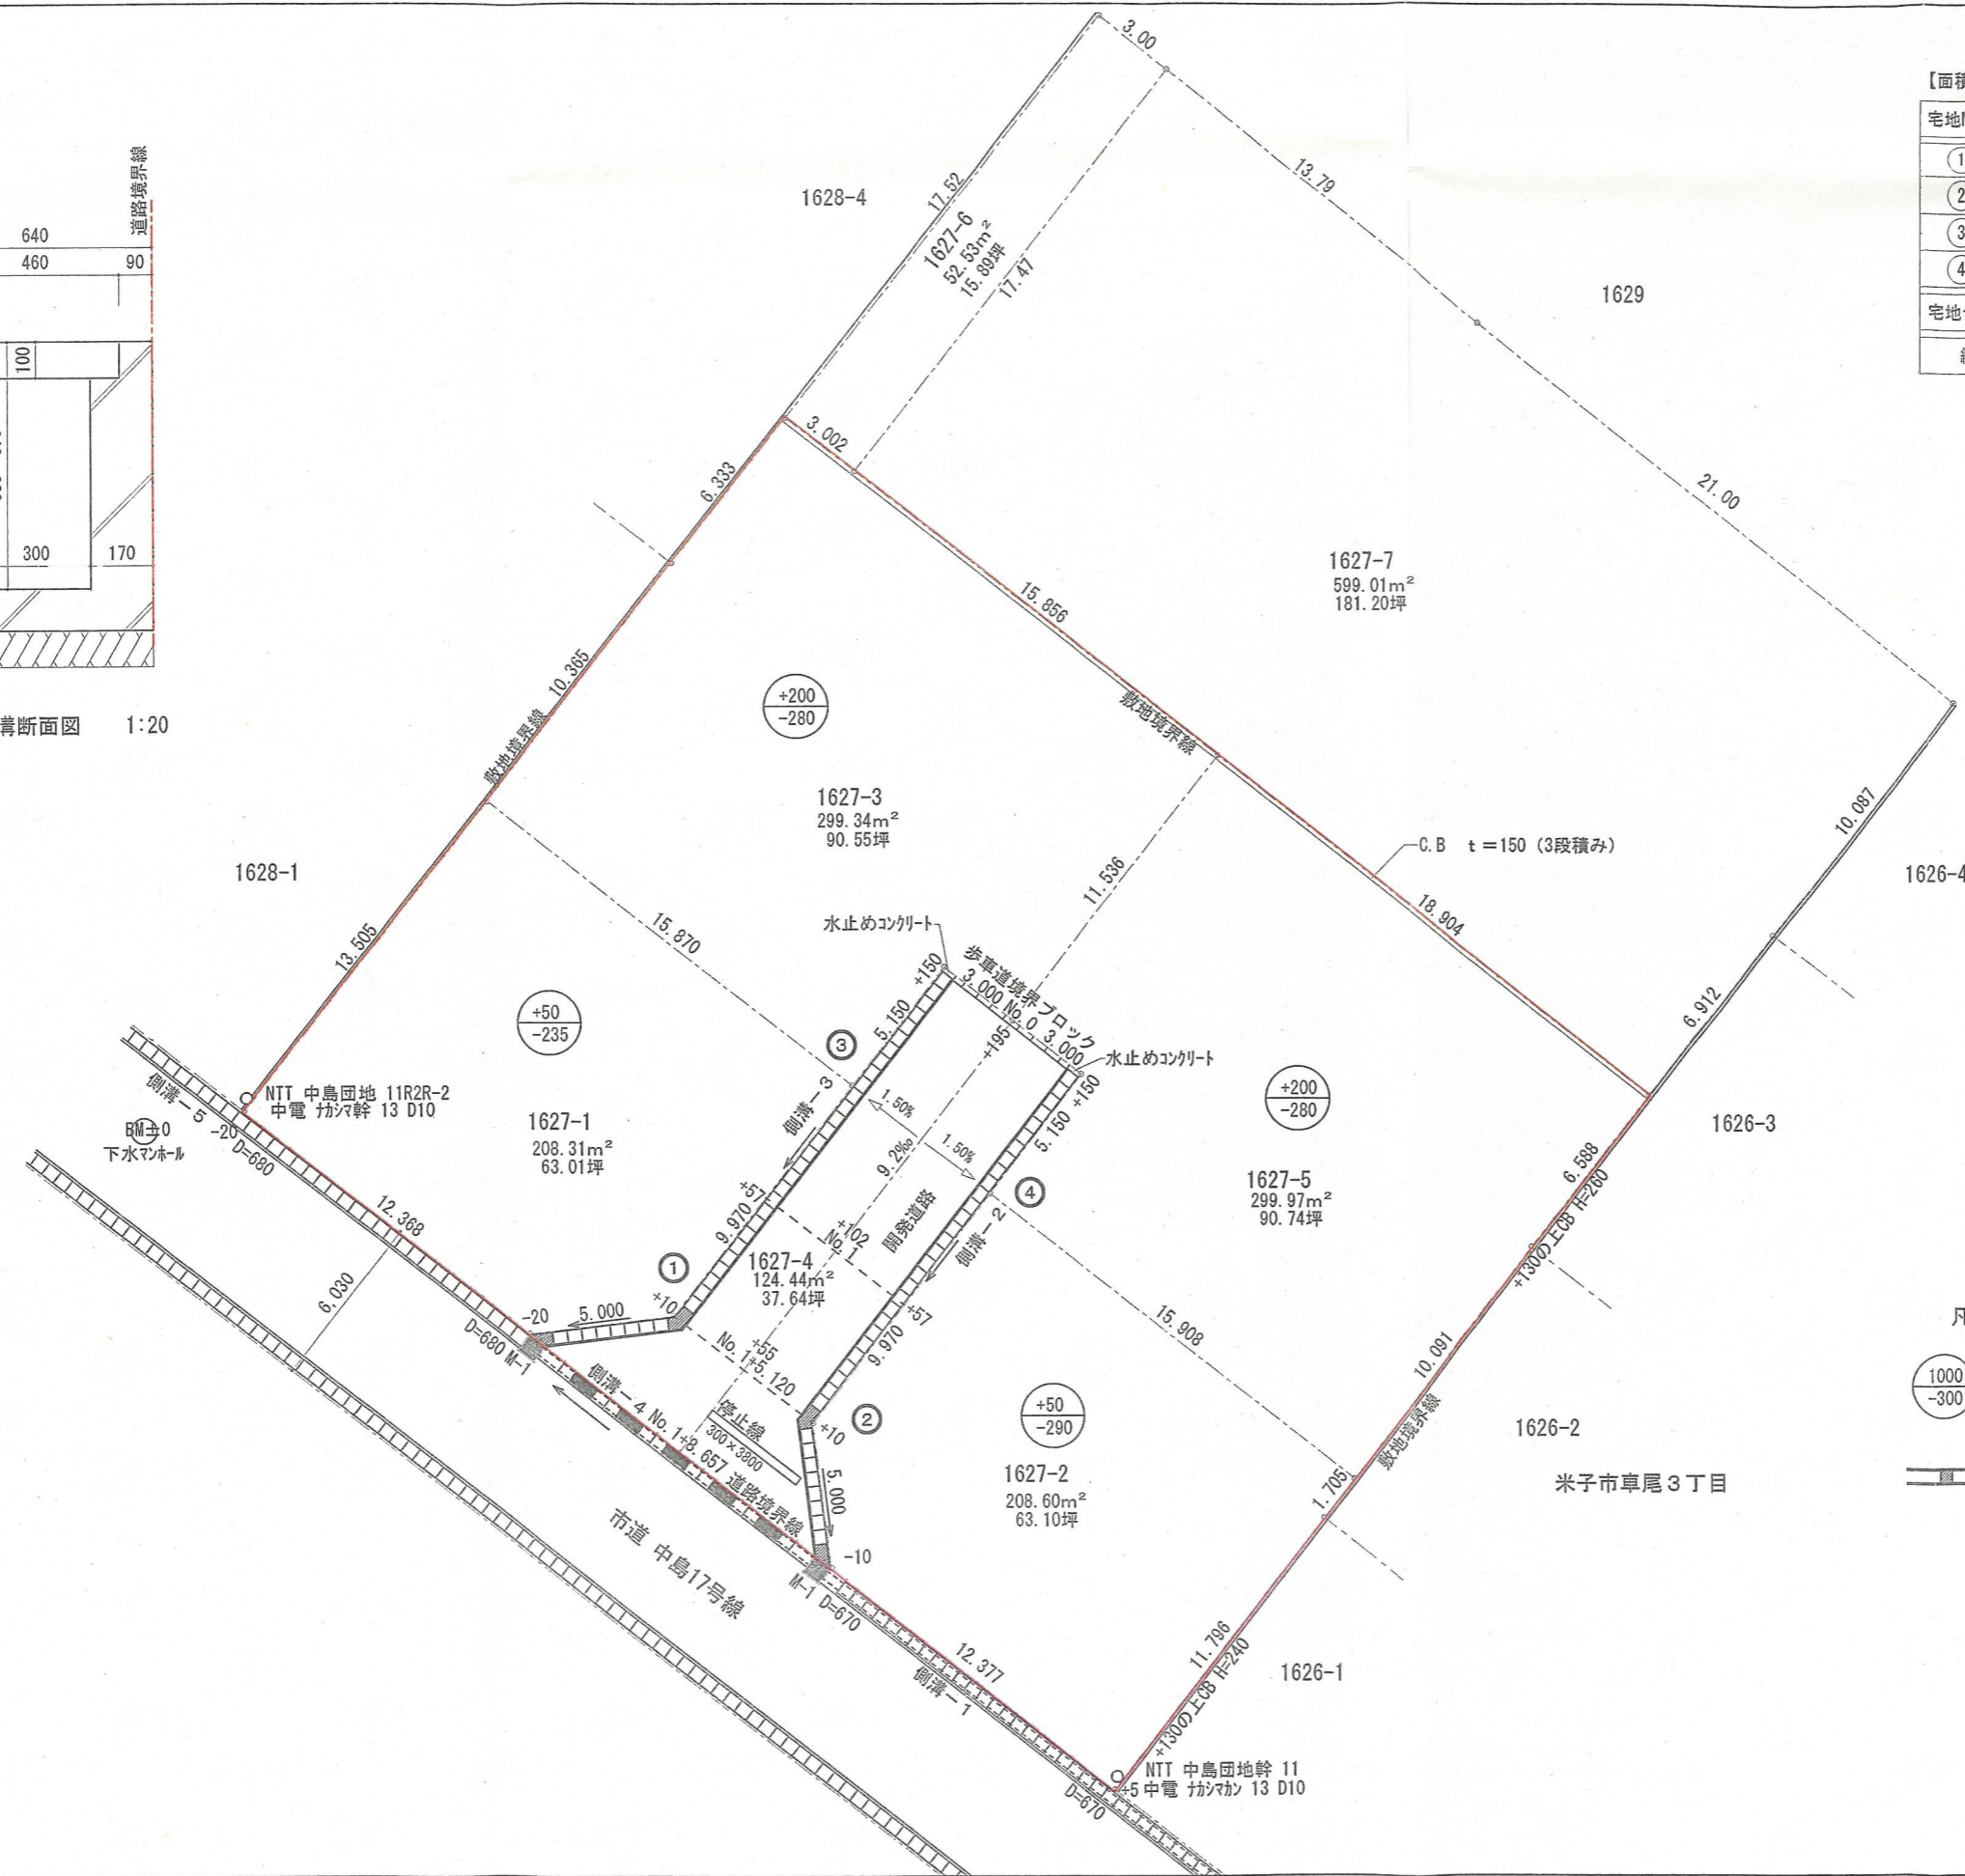 道路境界線
640
460
90
100
300
170
溝断面図 1:20
3.00
13.79
21.00
17.52
1628-4
1627-6
52.53m²
15.89坪
17.47
1629
【面積
宅地
①
②
③
④
宅地
3.002
6.333
15.856
敷地境界線
1627-7
599.01m²
181.20坪
10.365
敷地境界線
+200
-280
1627-3
299.34m²
90.55坪
11.536
C.B t=150 (3段積み)
18.904
10.087
1626-4
6.912
1628-1
13.505
15.870
水止めコンクリート
+150
歩車道境界ブロック
3.000 No.0 3.000
+195
水止めコンクリート
+150
5.150
5.150
③
側溝-3
1.50%
1.50%
9.2‰
+50
-235
1627-1
208.31m²
63.01坪
NTT 中島団地 11R2R-2
中電 ナカシマ幹 13 D10
側溝-5
-20
D=680
BM±0
下水マンホール
12.368
6,030
+200
-280
1627-5
299.97m²
90.74坪
1626-3
6.588
+130の上CB H=260
④
側溝-2
開発道路
+57
9.970
+102
No.1
1627-4
124.44m²
37.64坪
+57
9.970
①
+10
5.000
-20
D=680 M-1
+55
No.1+5.120
停止線
300×3800
側溝-4 No.1+8.657 道路境界線
②
+10
5.000
-10
M-1 D=670
15.908
10.091
敷地境界線
1.705
1626-2
米子市車尾3丁目
+50
-290
1627-2
208.60m²
63.10坪
市道 中島17号線
12.377
側溝-1
11.796
+130の上CB H=240
1626-1
NTT 中島団地幹 11
+5 中電 ナカシマカン 13 D10
D=670
凡
1000
-300